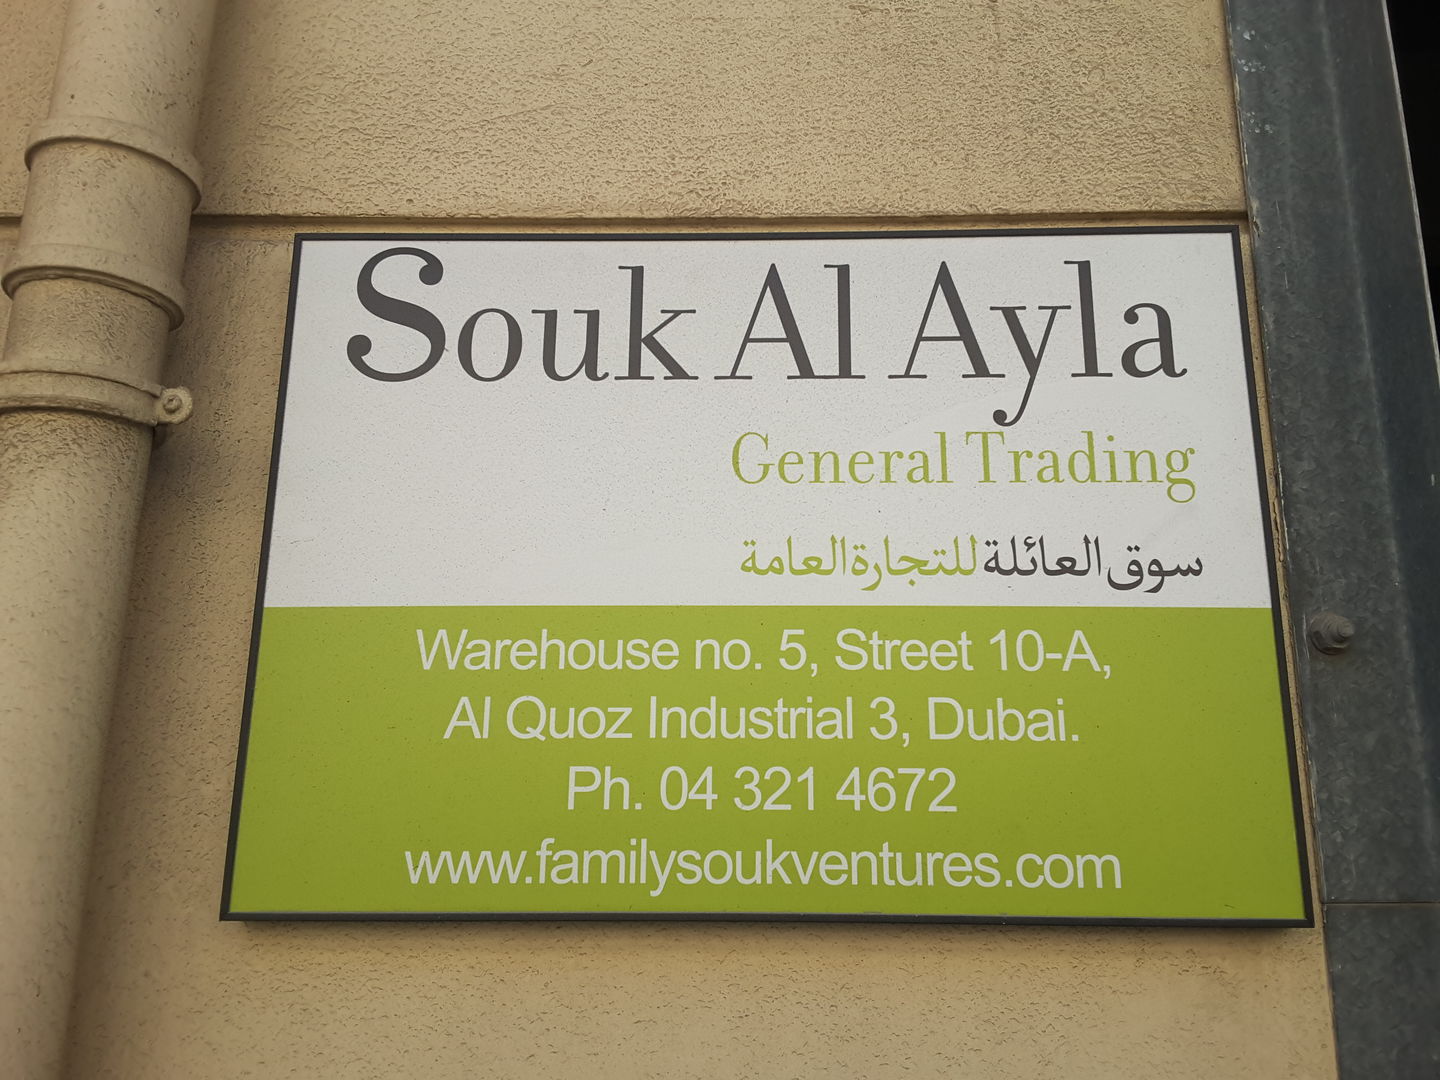 Souk Al Ayla
General Trading
سوق العائلة للتجارة العامة
Warehouse no. 5, Street 10-A,
Al Quoz Industrial 3, Dubai.
Ph. 04 321 4672
www.familysoukventures.com